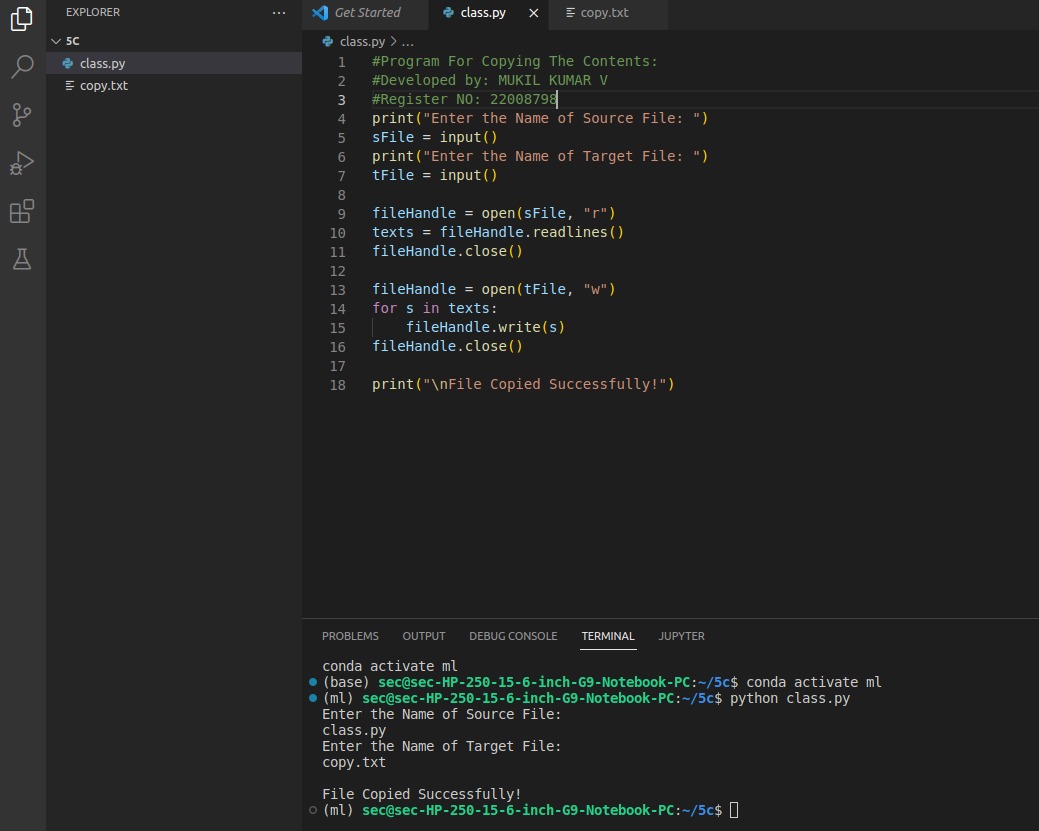 EXPLORER ...
5C
class.py
copy.txt
Get Started class.py × copy.txt
class.py > ...
1 #Program For Copying The Contents:
2 #Developed by: MUKIL KUMAR V
3 #Register NO: 22008798
4 print("Enter the Name of Source File: ")
5 sFile = input()
6 print("Enter the Name of Target File: ")
7 tFile = input()
8
9 fileHandle = open(sFile, "r")
10 texts = fileHandle.readlines()
11 fileHandle.close()
12
13 fileHandle = open(tFile, "w")
14 for s in texts:
15     fileHandle.write(s)
16 fileHandle.close()
17
18 print("\nFile Copied Successfully!")
PROBLEMS OUTPUT DEBUG CONSOLE TERMINAL JUPYTER
conda activate ml
(base) sec@sec-HP-250-15-6-inch-G9-Notebook-PC:~/5c$ conda activate ml
(ml) sec@sec-HP-250-15-6-inch-G9-Notebook-PC:~/5c$ python class.py
Enter the Name of Source File:
class.py
Enter the Name of Target File:
copy.txt

File Copied Successfully!
(ml) sec@sec-HP-250-15-6-inch-G9-Notebook-PC:~/5c$